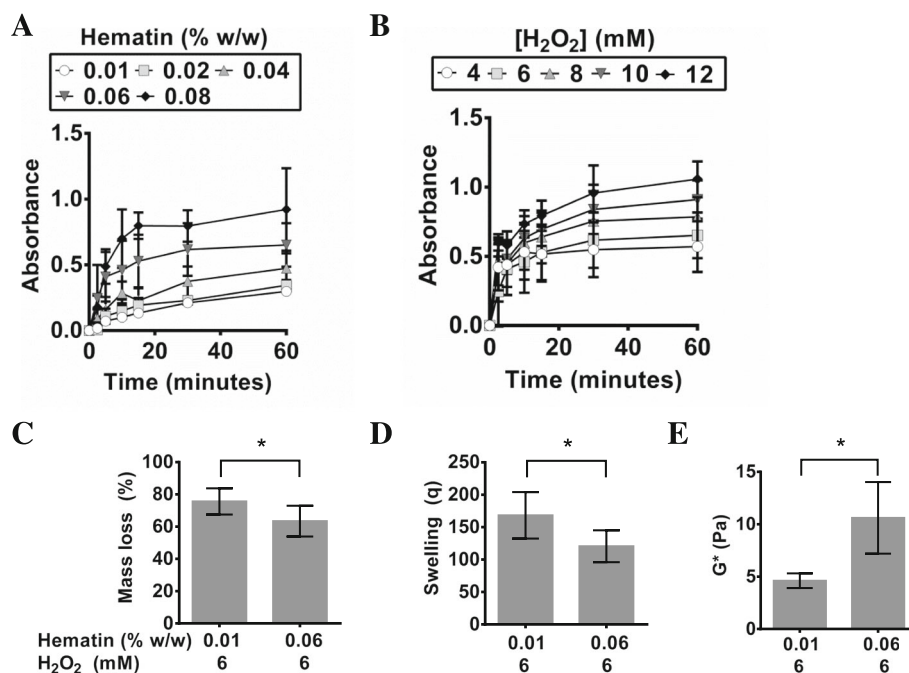 A
Hematin (% w/w)
0.01 0.02 0.04
0.06 0.08
1.5
1.0
0.5
0.0
Absorbance
0 20 40 60
Time (minutes)
B
[H₂O₂] (mM)
4 6 8 10 12
1.5
1.0
0.5
0.0
Absorbance
0 20 40 60
Time (minutes)
C
*
100
80
60
40
20
0
Mass loss (%)
Hematin (% w/w) 0.01 0.06
H₂O₂ (mM) 6 6
D
*
250
200
150
100
50
0
Swelling (q)
0.01 0.06
6 6
E
*
15
10
5
0
G* (Pa)
0.01 0.06
6 6